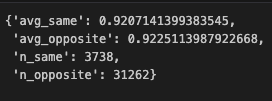 {'avg_same': 0.9207141399383545,
'avg_opposite': 0.9225113987922668,
'n_same': 3738,
'n_opposite': 31262}